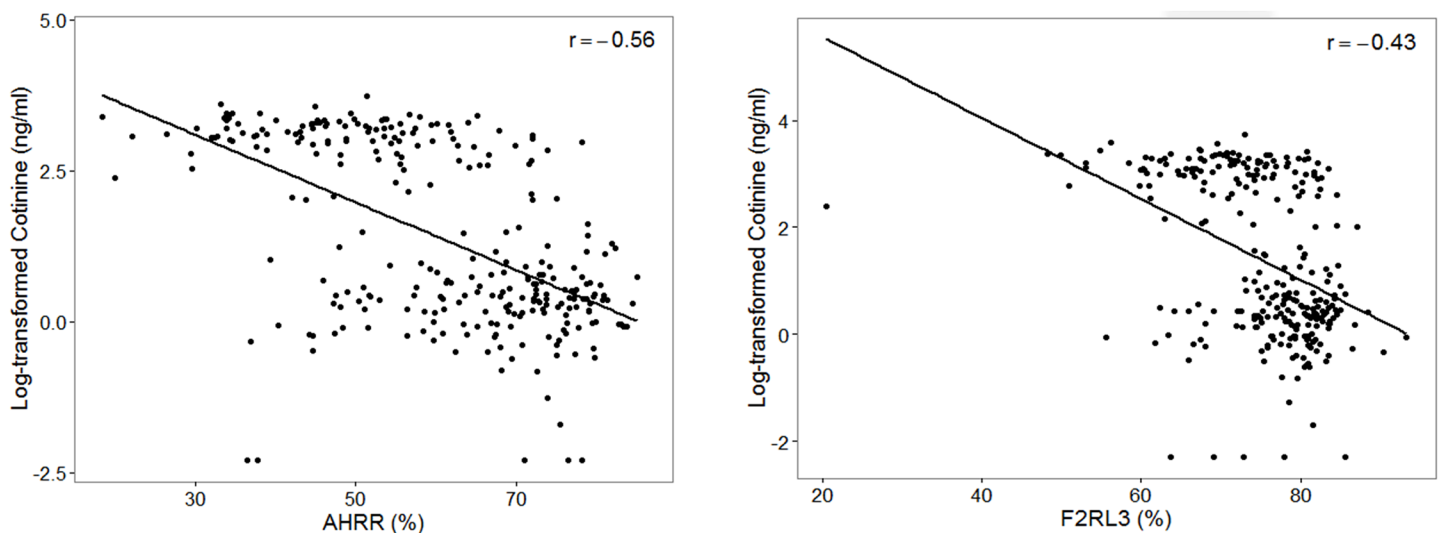 5.0
2.5
0.0
-2.5
Log-transformed Cotinine (ng/ml)
r = −0.56
30 50 70
AHRR (%)
4
2
0
-2
Log-transformed Cotinine (ng/ml)
r = −0.43
20 40 60 80
F2RL3 (%)